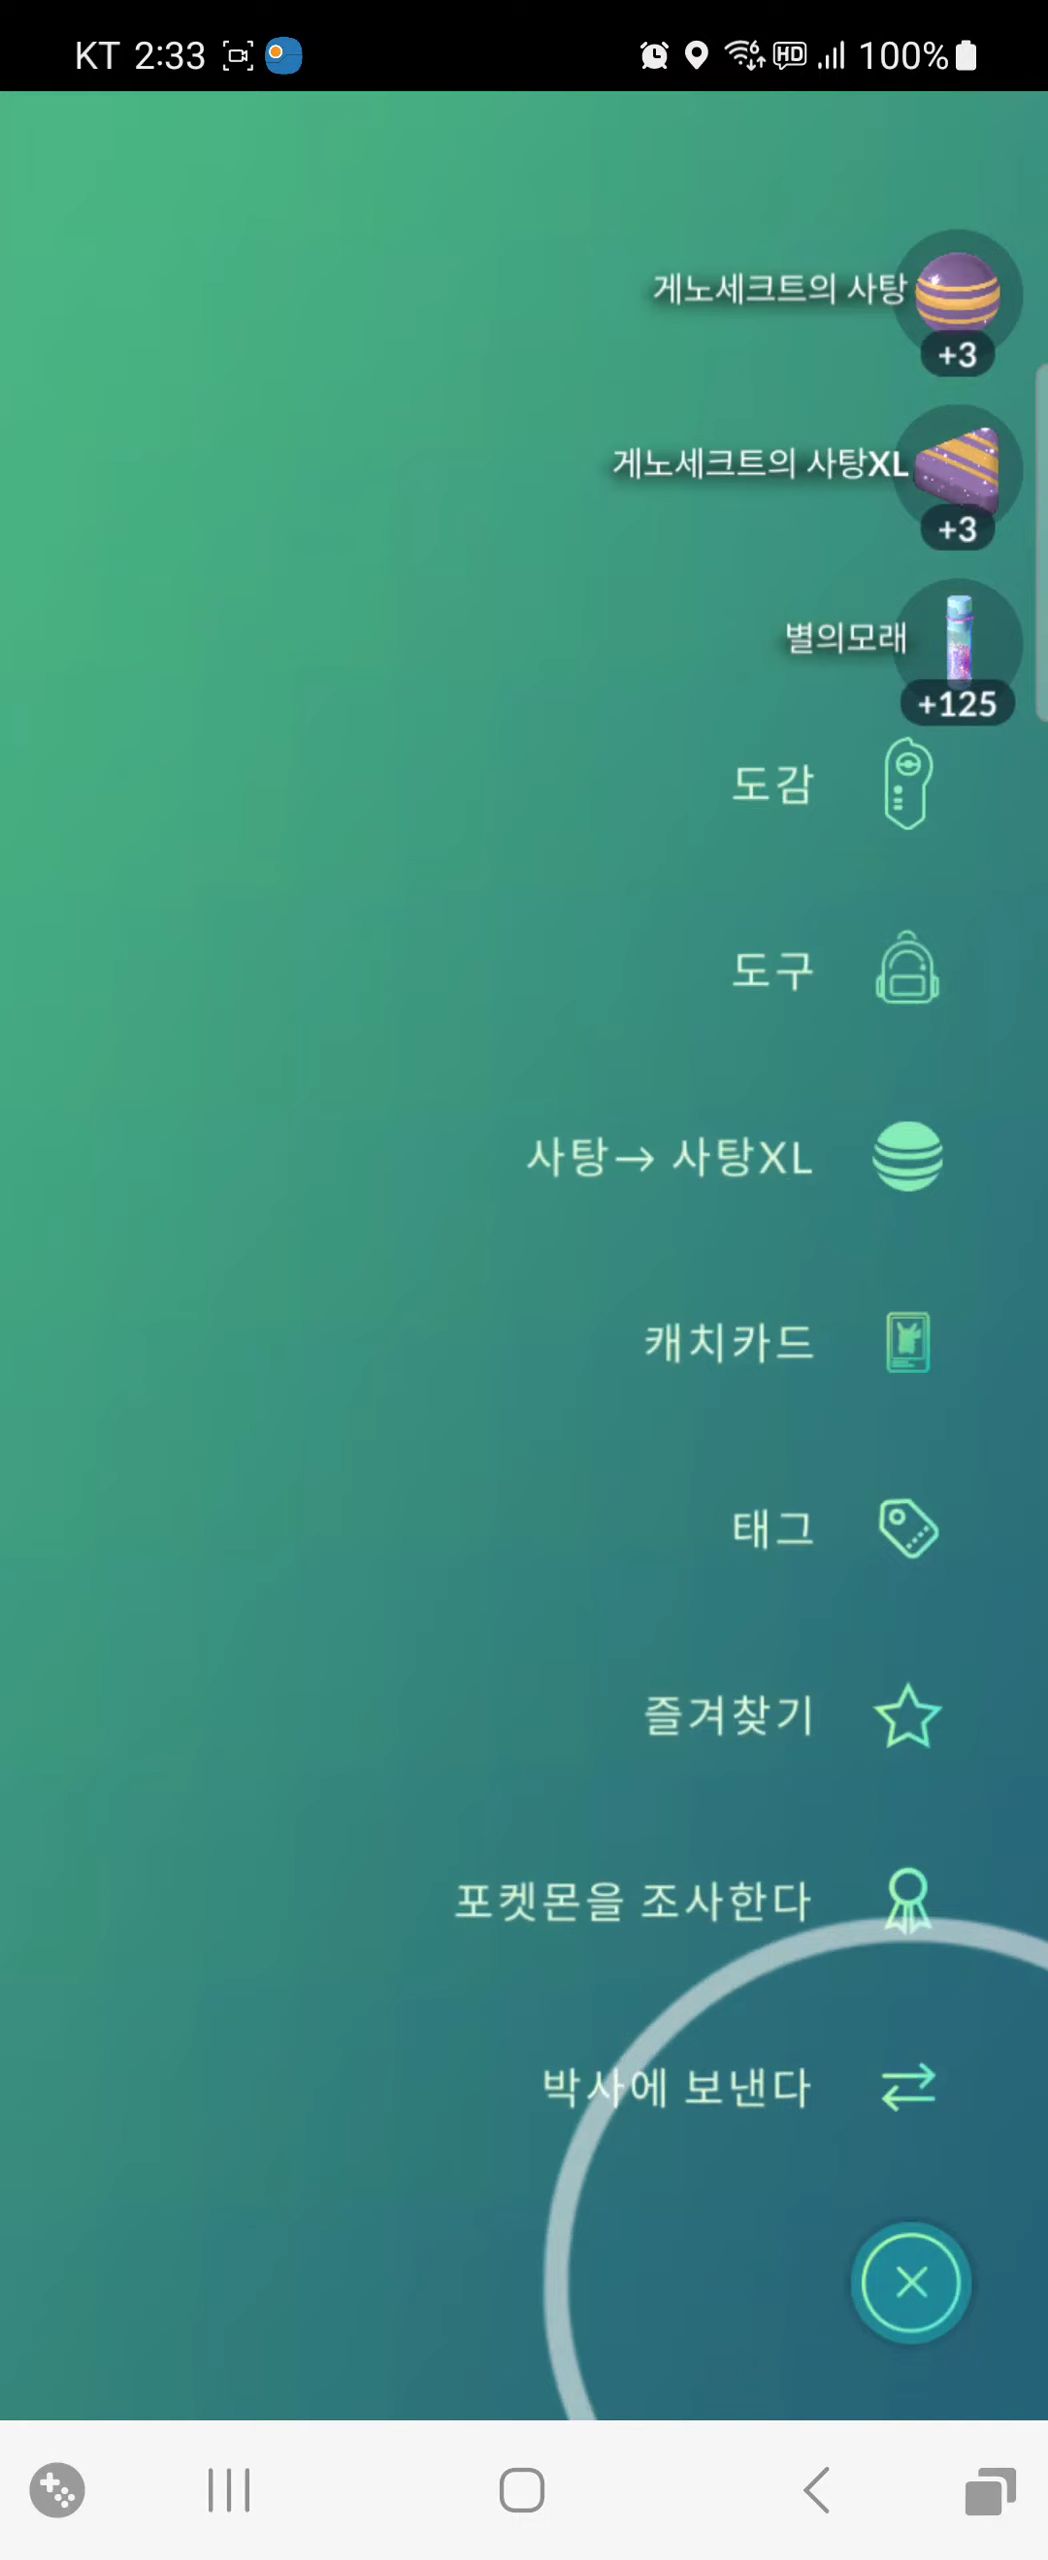 KT 2:33 HD 100%
게노세크트의 사탕
+3
게노세크트의 사탕XL
+3
별의모래
+125
도감
도구
사탕→ 사탕XL
캐치카드
태그
즐겨찾기
포켓몬을 조사한다
박사에 보낸다